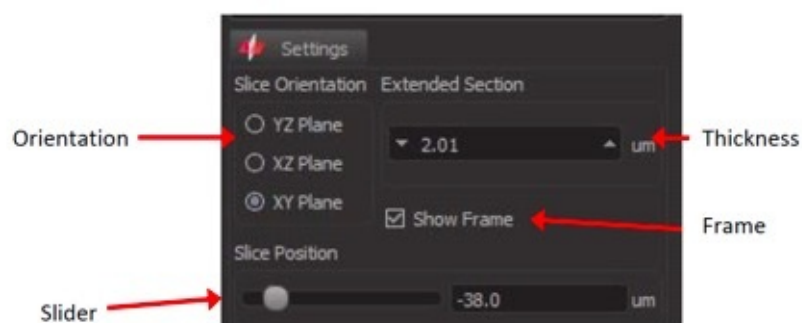 Settings
Slice Orientation Extended Section
Orientation
YZ Plane
XZ Plane
XY Plane
2.01 um
Thickness
Show Frame
Frame
Slice Position
Slider
-38.0 um